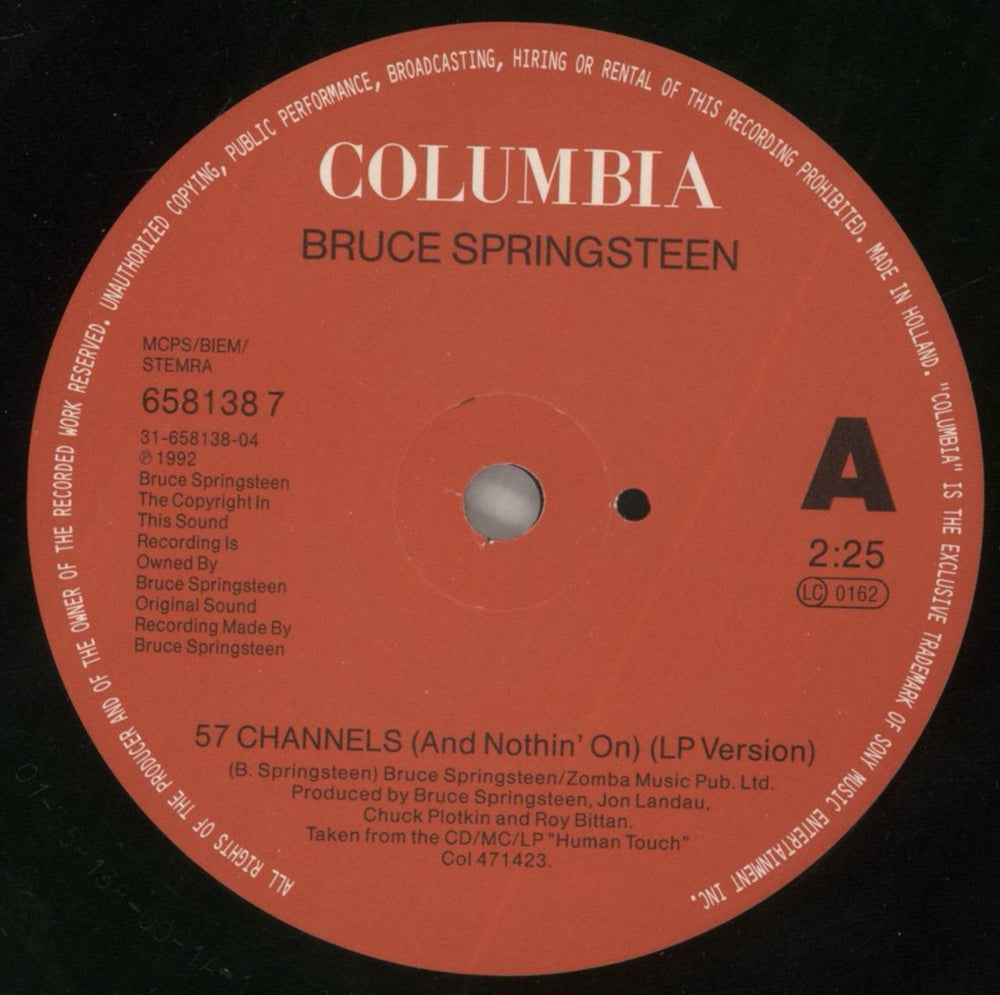 ALL RIGHTS OF THE PRODUCER AND OF THE OWNER OF THE RECORDED WORK RESERVED. UNAUTHORIZED COPYING, PUBLIC PERFORMANCE, BROADCASTING, HIRING OR RENTAL OF THIS RECORDING PROHIBITED. MADE IN HOLLAND. "COLUMBIA" IS THE EXCLUSIVE TRADEMARK OF SONY MUSIC ENTERTAINMENT INC.
COLUMBIA
BRUCE SPRINGSTEEN
MCPS/BIEM/
STEMRA
658138 7
31-658138-04
℗ 1992
Bruce Springsteen
The Copyright In
This Sound
Recording Is
Owned By
Bruce Springsteen
Original Sound
Recording Made By
Bruce Springsteen
A
2:25
LC 0162
57 CHANNELS (And Nothin' On) (LP Version)
(B. Springsteen) Bruce Springsteen/Zomba Music Pub. Ltd.
Produced by Bruce Springsteen, Jon Landau,
Chuck Plotkin and Roy Bittan.
Taken from the CD/MC/LP "Human Touch"
Col 471423.